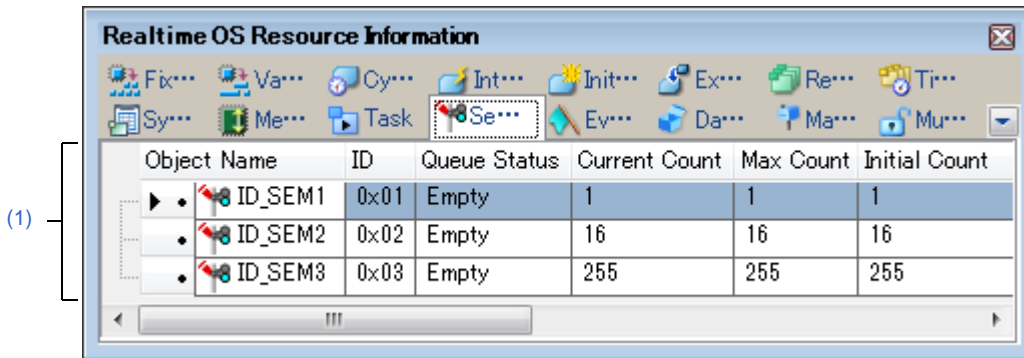 Realtime OS Resource Information
Fix··· Va··· Cy··· Int··· Init··· Ex··· Re··· Ti···
Sy··· Me··· Task Se··· Ev··· Da··· Ma··· Mu···
Object Name ID Queue Status Current Count Max Count Initial Count
(1)
ID_SEM1 0x01 Empty 1 1 1
ID_SEM2 0x02 Empty 16 16 16
ID_SEM3 0x03 Empty 255 255 255